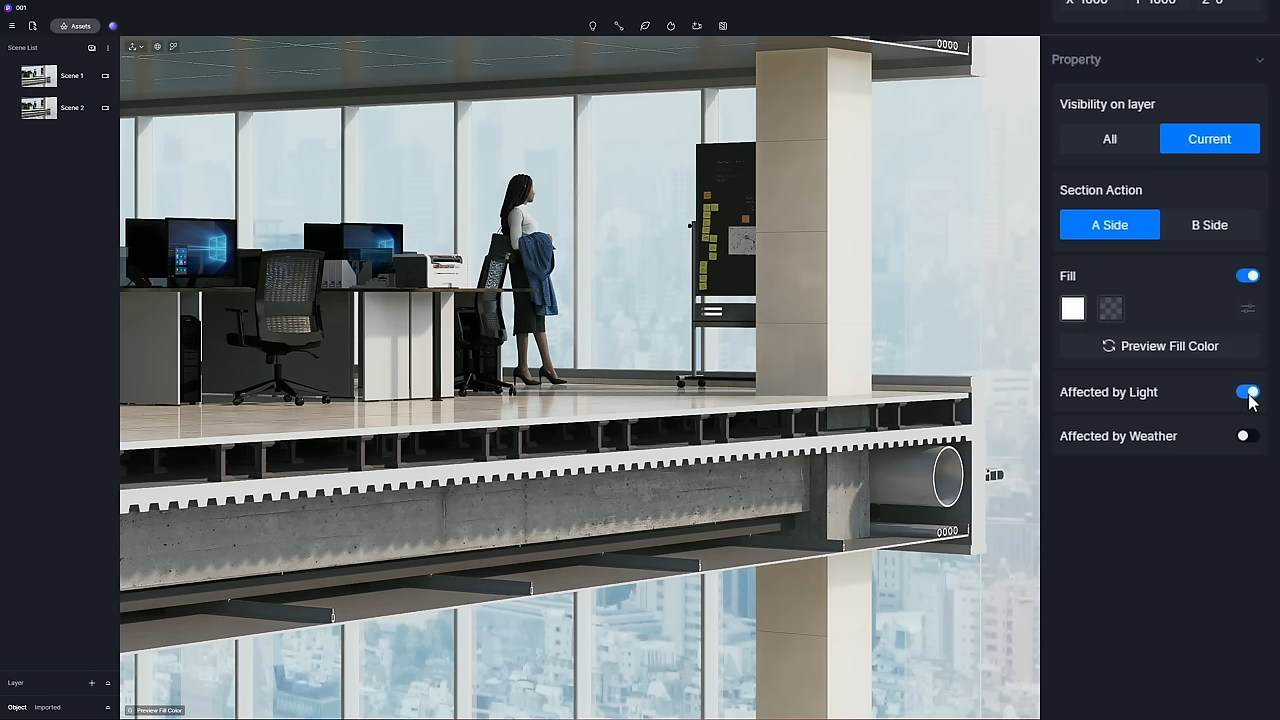 001
Assets
Scene List
Scene 1
Scene 2
Layer
Object Imported
G Preview Fill Color
Property
Visibility on layer
All Current
Section Action
A Side B Side
Fill
Preview Fill Color
Affected by Light
Affected by Weather